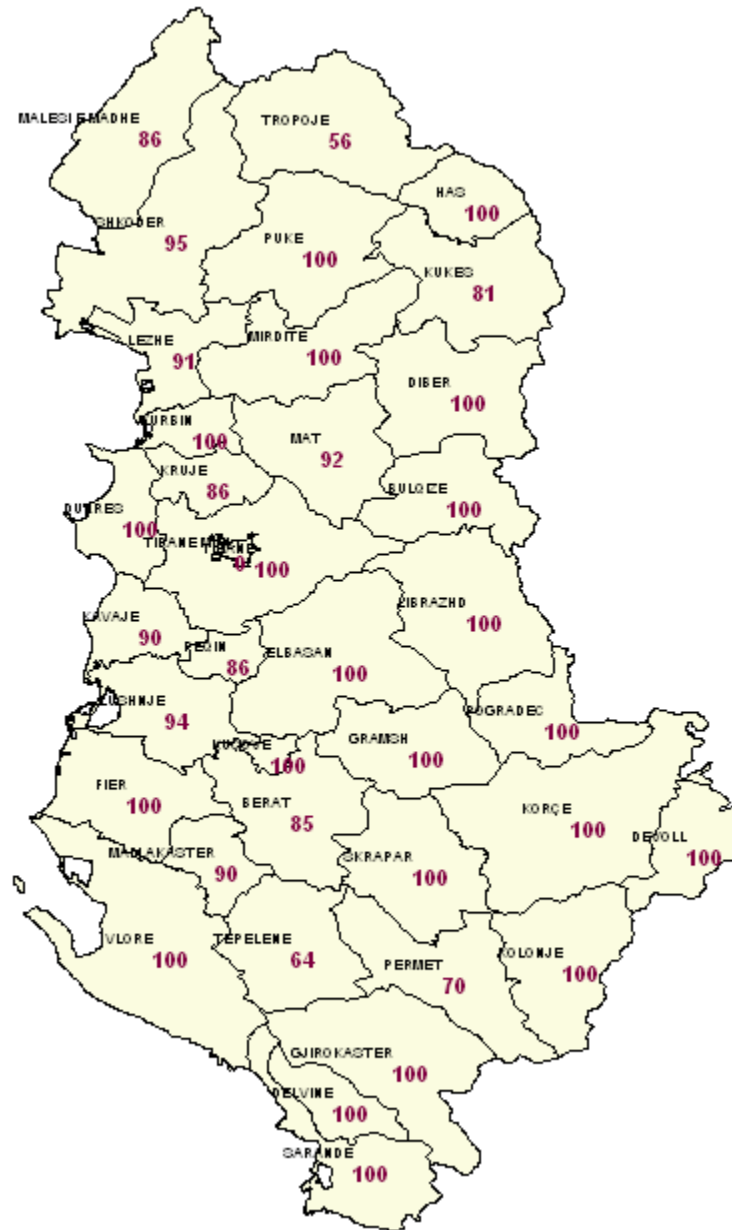 MALESI E MADHE
86
TROPOJE
56
HAS
100
SHKODER
95
PUKE
100
KUKES
81
LEZHE
91
MIRDITE
100
DIBER
100
KURBIN
100
MAT
92
KRUJE
86
BULQIZE
100
DURRES
100
0
100
LIBRAZHD
100
KAVAJE
90
PEQIN
86
ELBASAN
100
LUSHNJE
94
POGRADEC
100
KUÇOVE
100
GRAMSH
100
FIER
100
BERAT
85
KORÇE
100
DEVOLL
100
MALLAKASTER
90
SKRAPAR
100
VLORE
100
TEPELENE
64
PERMET
70
KOLONJE
100
GJIROKASTER
100
DELVINE
100
SARANDE
100